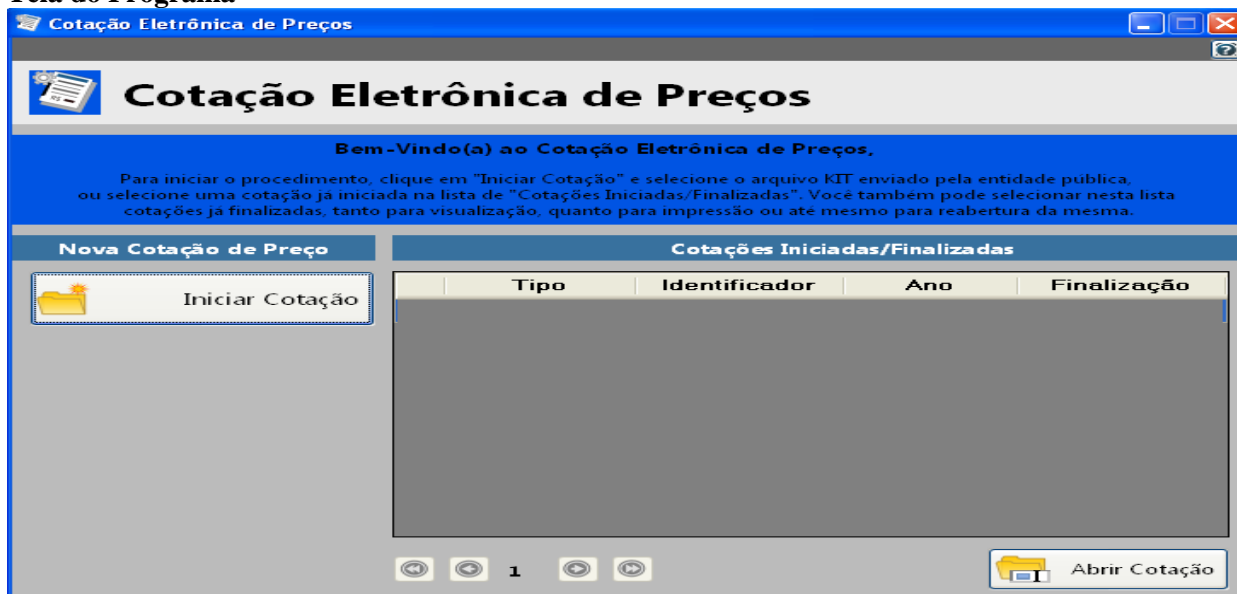 Tela do Programa
Cotação Eletrônica de Preços
Cotação Eletrônica de Preços
Bem-Vindo(a) ao Cotação Eletrônica de Preços,
Para iniciar o procedimento, clique em "Iniciar Cotação" e selecione o arquivo KIT enviado pela entidade pública,
ou selecione uma cotação já iniciada na lista de "Cotações Iniciadas/Finalizadas". Você também pode selecionar nesta lista
cotações já finalizadas, tanto para visualização, quanto para impressão ou até mesmo para reabertura da mesma.
Nova Cotação de Preço
Cotações Iniciadas/Finalizadas
Iniciar Cotação
Tipo Identificador Ano Finalização
1
Abrir Cotação